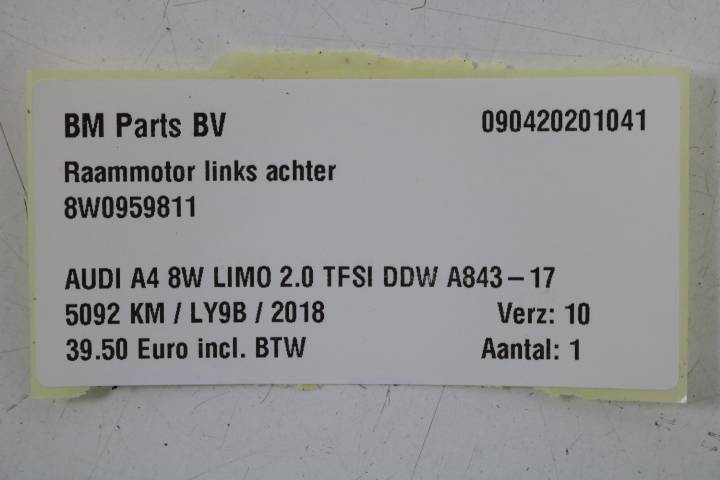 BM Parts BV 090420201041
Raammotor links achter
8W0959811
AUDI A4 8W LIMO 2.0 TFSI DDW A843-17
5092 KM / LY9B / 2018 Verz: 10
39.50 Euro incl. BTW Aantal: 1